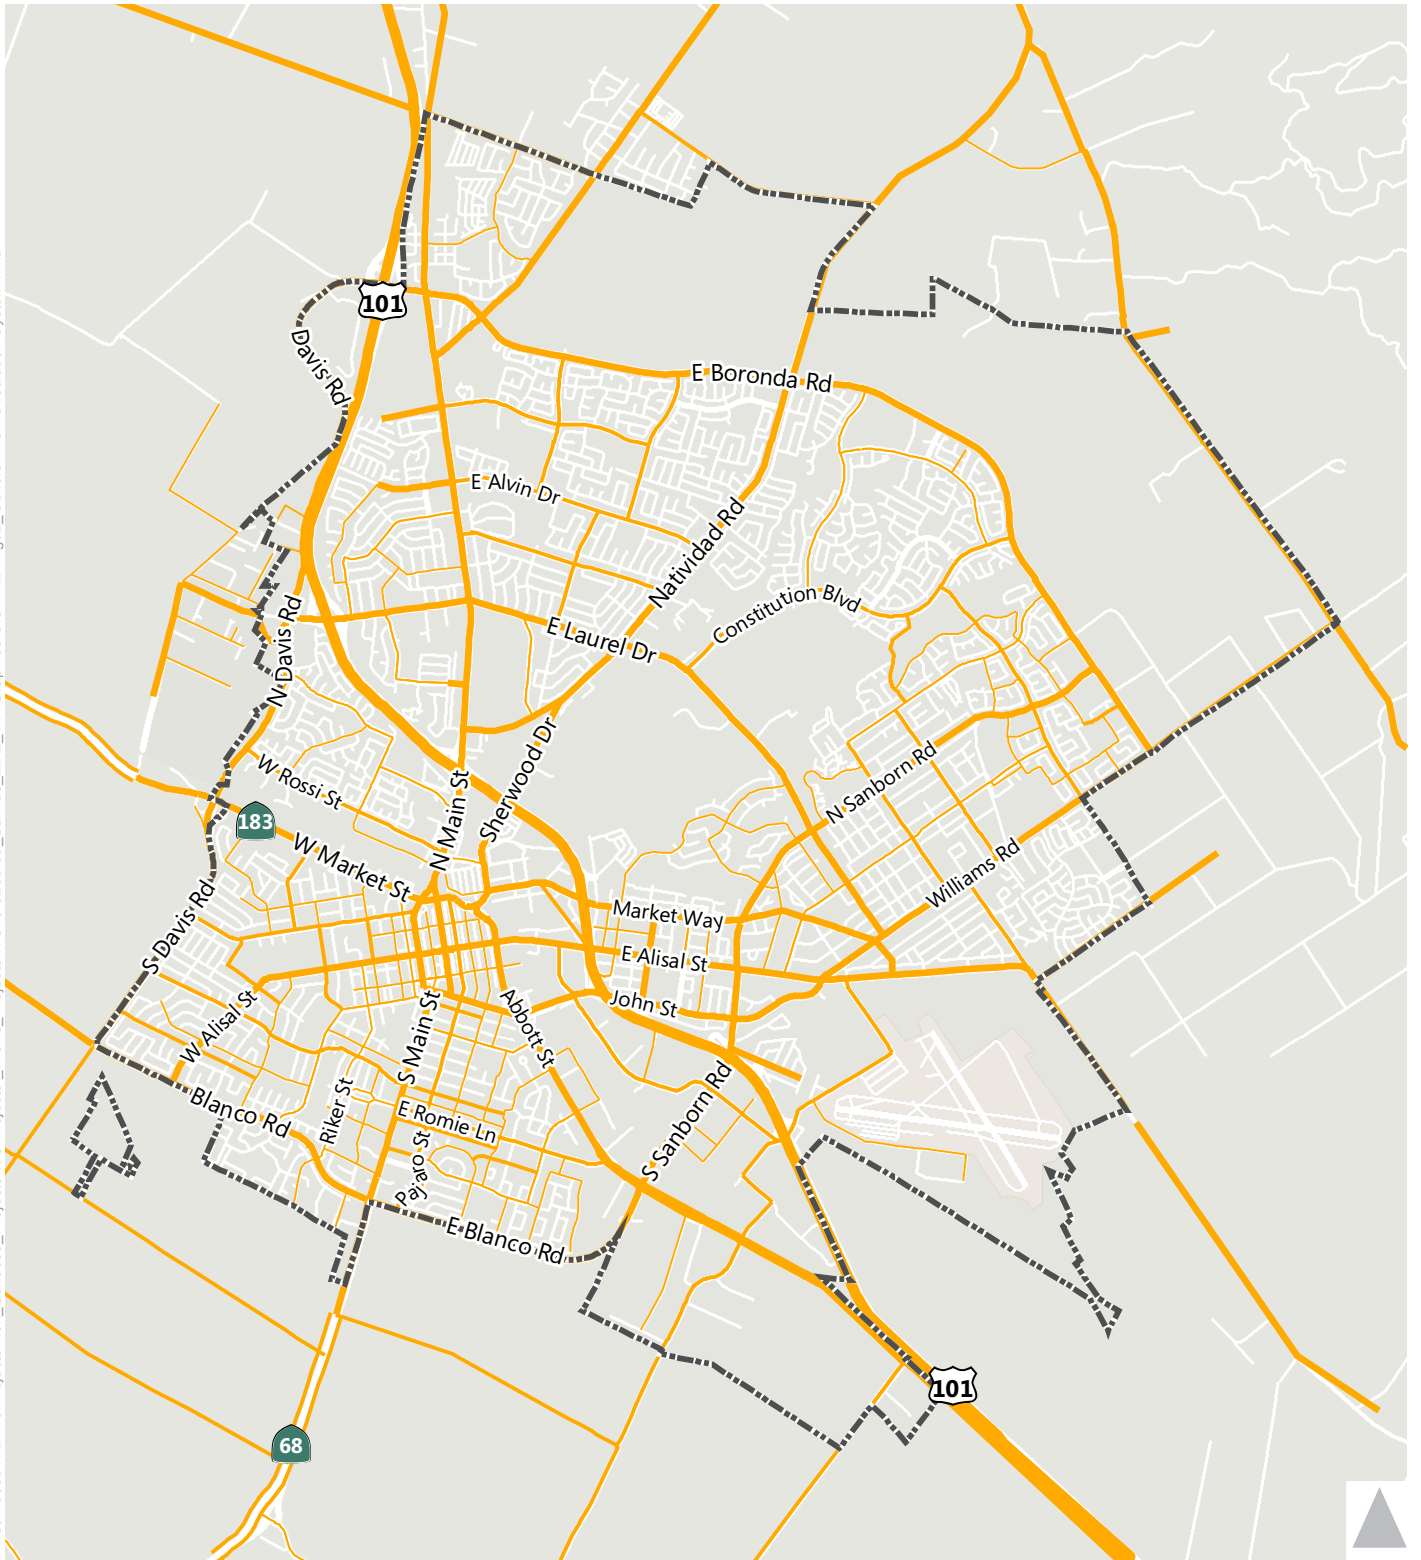 101
Davis Rd
E Boronda Rd
E Alvin Dr
Natividad Rd
Constitution Blvd
N Davis Rd
E Laurel Dr
Sherwood Dr
W Rossi St
N Sanborn Rd
183
N Main St
W Market St
Williams Rd
Market Way
S Davis Rd
E Alisal St
W Alisal St
John St
Abbott St
S Main St
Blanco Rd
Riker St
E Romie Ln
S Sanborn Rd
Pajaro St
E Blanco Rd
101
68